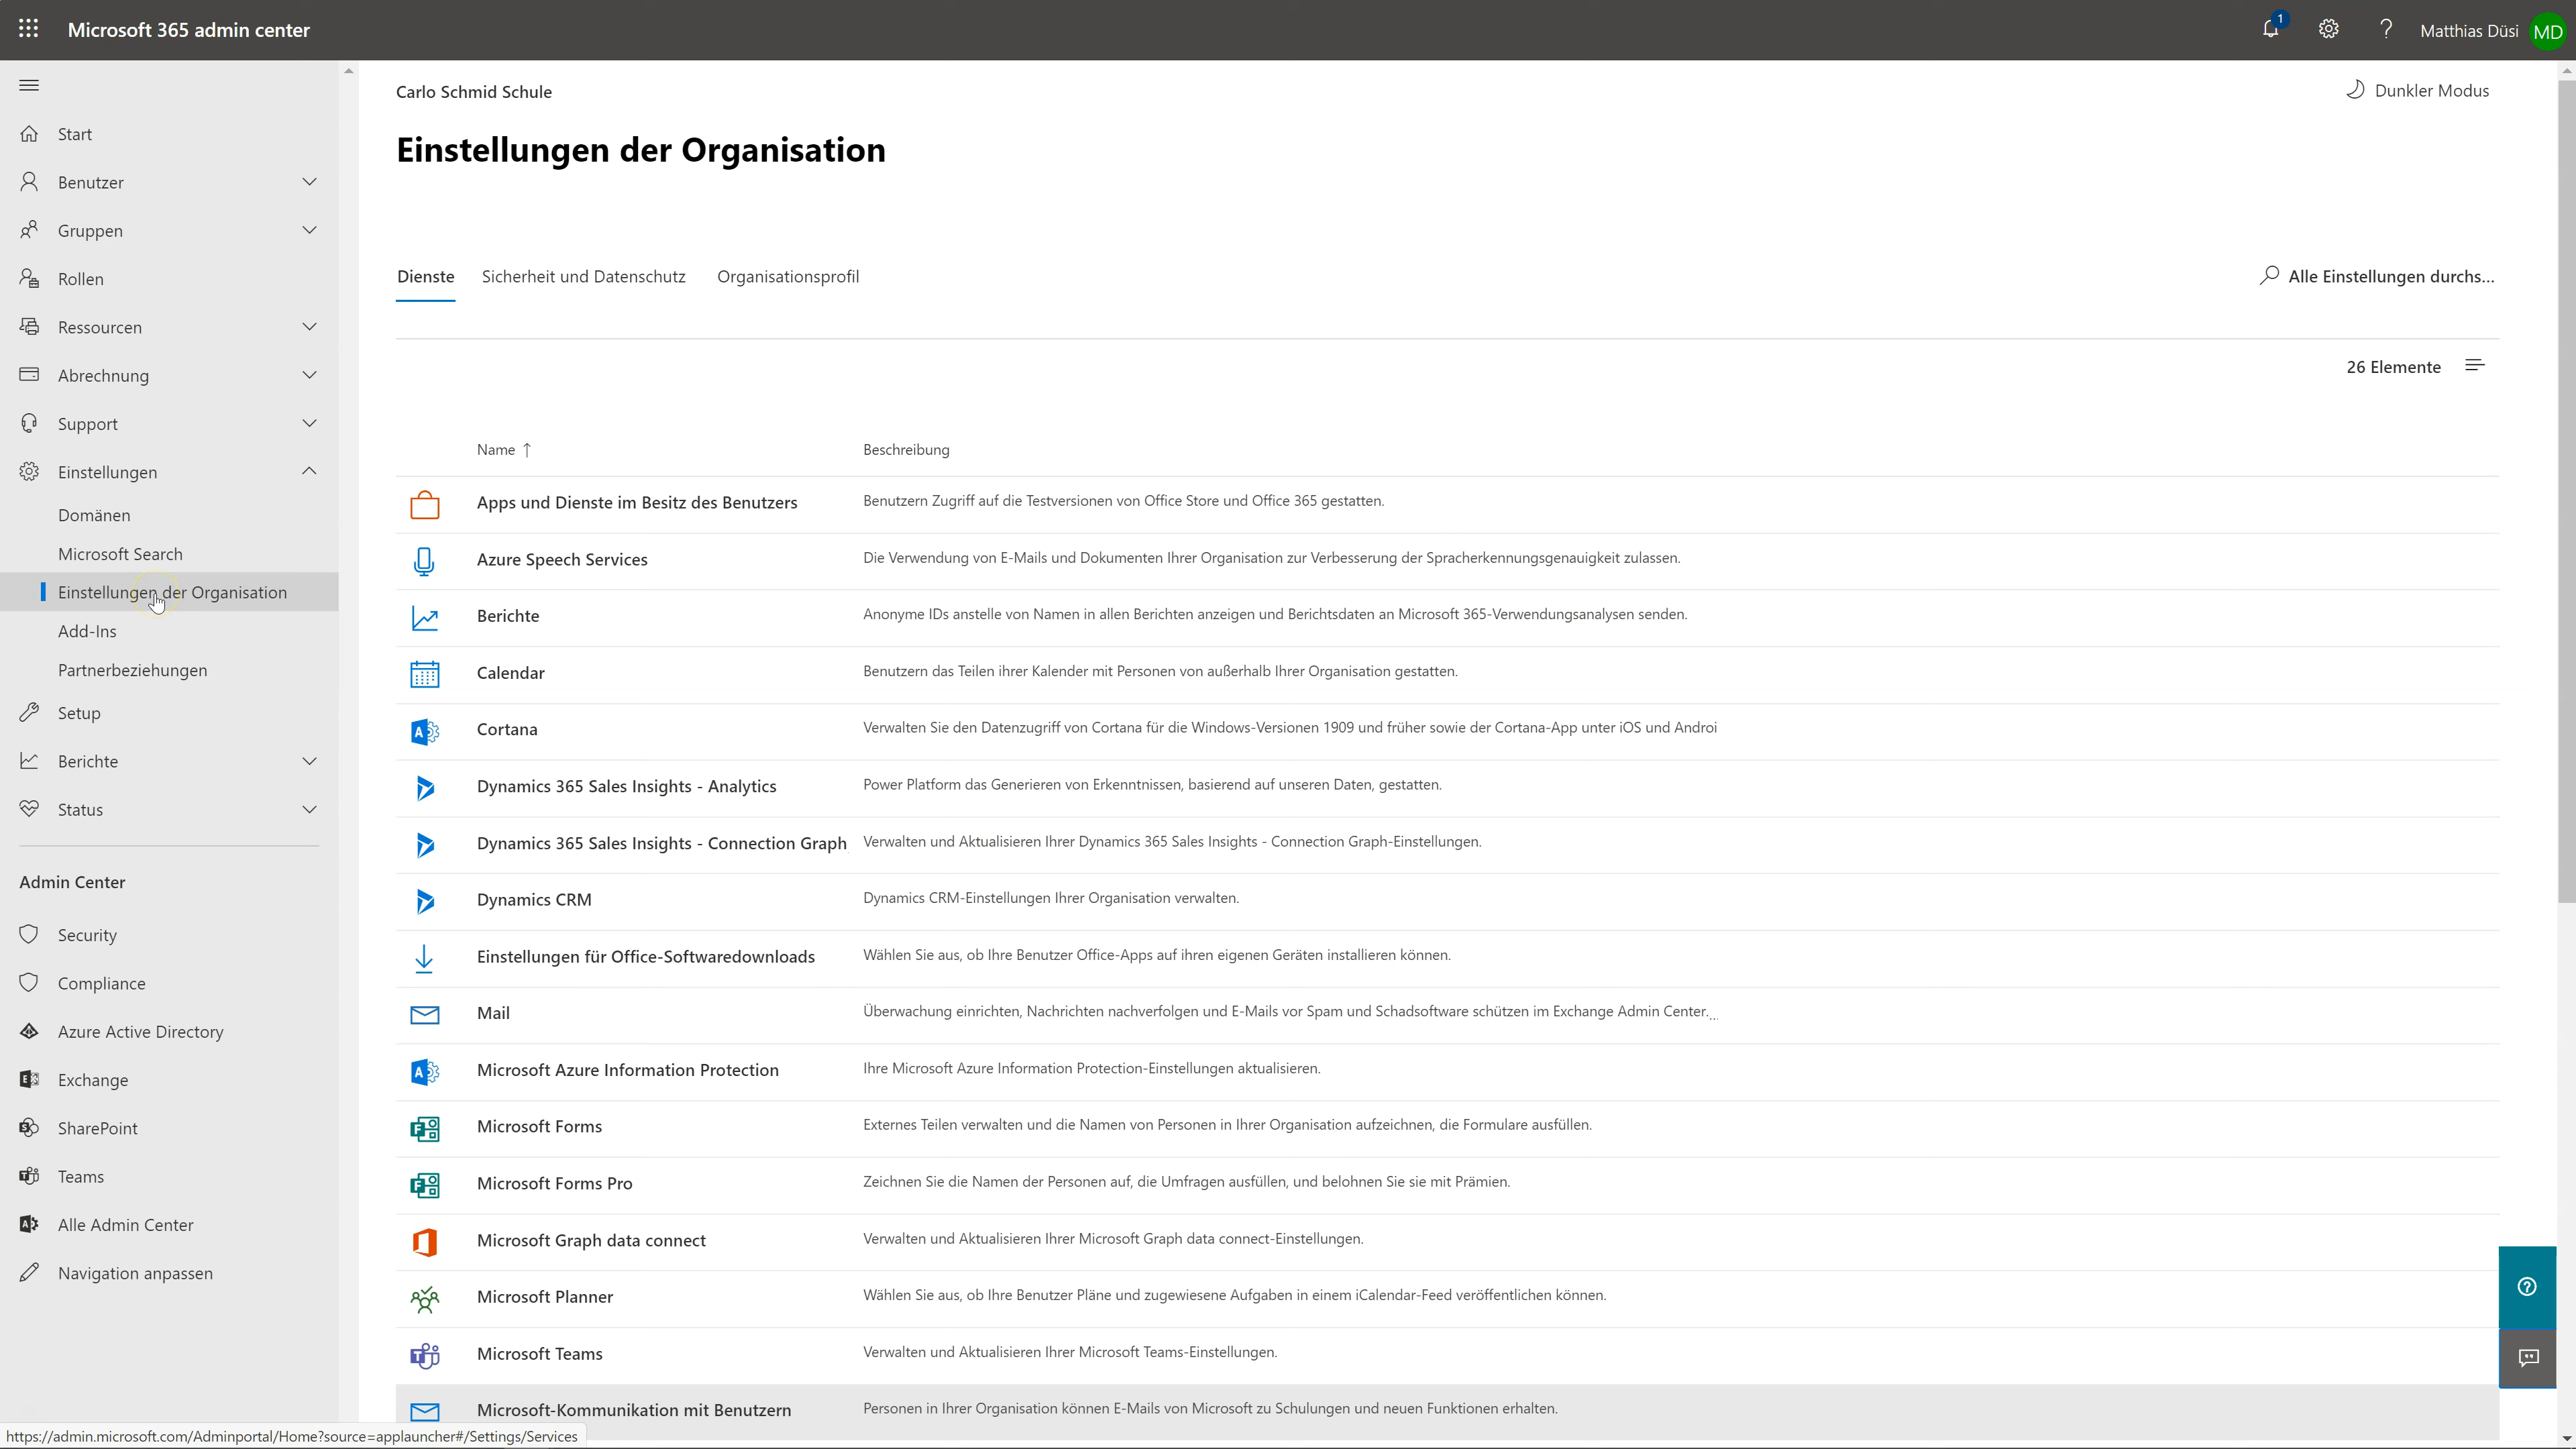 Microsoft 365 admin center
1
?
Matthias Düsi
MD
Start
Benutzer
Gruppen
Rollen
Ressourcen
Abrechnung
Support
Einstellungen
Domänen
Microsoft Search
Einstellungen der Organisation
Add-Ins
Partnerbeziehungen
Setup
Berichte
Status
Admin Center
Security
Compliance
Azure Active Directory
Exchange
SharePoint
Teams
Alle Admin Center
Navigation anpassen
Carlo Schmid Schule
Dunkler Modus
Einstellungen der Organisation
Dienste Sicherheit und Datenschutz Organisationsprofil
Alle Einstellungen durchs...
26 Elemente
Name ↑ Beschreibung
Apps und Dienste im Besitz des Benutzers Benutzern Zugriff auf die Testversionen von Office Store und Office 365 gestatten.
Azure Speech Services Die Verwendung von E-Mails und Dokumenten Ihrer Organisation zur Verbesserung der Spracherkennungsgenauigkeit zulassen.
Berichte Anonyme IDs anstelle von Namen in allen Berichten anzeigen und Berichtsdaten an Microsoft 365-Verwendungsanalysen senden.
Calendar Benutzern das Teilen ihrer Kalender mit Personen von außerhalb Ihrer Organisation gestatten.
Cortana Verwalten Sie den Datenzugriff von Cortana für die Windows-Versionen 1909 und früher sowie der Cortana-App unter iOS und Androi
Dynamics 365 Sales Insights - Analytics Power Platform das Generieren von Erkenntnissen, basierend auf unseren Daten, gestatten.
Dynamics 365 Sales Insights - Connection Graph Verwalten und Aktualisieren Ihrer Dynamics 365 Sales Insights - Connection Graph-Einstellungen.
Dynamics CRM Dynamics CRM-Einstellungen Ihrer Organisation verwalten.
Einstellungen für Office-Softwaredownloads Wählen Sie aus, ob Ihre Benutzer Office-Apps auf ihren eigenen Geräten installieren können.
Mail Überwachung einrichten, Nachrichten nachverfolgen und E-Mails vor Spam und Schadsoftware schützen im Exchange Admin Center....
Microsoft Azure Information Protection Ihre Microsoft Azure Information Protection-Einstellungen aktualisieren.
Microsoft Forms Externes Teilen verwalten und die Namen von Personen in Ihrer Organisation aufzeichnen, die Formulare ausfüllen.
Microsoft Forms Pro Zeichnen Sie die Namen der Personen auf, die Umfragen ausfüllen, und belohnen Sie sie mit Prämien.
Microsoft Graph data connect Verwalten und Aktualisieren Ihrer Microsoft Graph data connect-Einstellungen.
Microsoft Planner Wählen Sie aus, ob Ihre Benutzer Pläne und zugewiesene Aufgaben in einem iCalendar-Feed veröffentlichen können.
Microsoft Teams Verwalten und Aktualisieren Ihrer Microsoft Teams-Einstellungen.
Microsoft-Kommunikation mit Benutzern Personen in Ihrer Organisation können E-Mails von Microsoft zu Schulungen und neuen Funktionen erhalten.
https://admin.microsoft.com/Adminportal/Home?source=applauncher#/Settings/Services